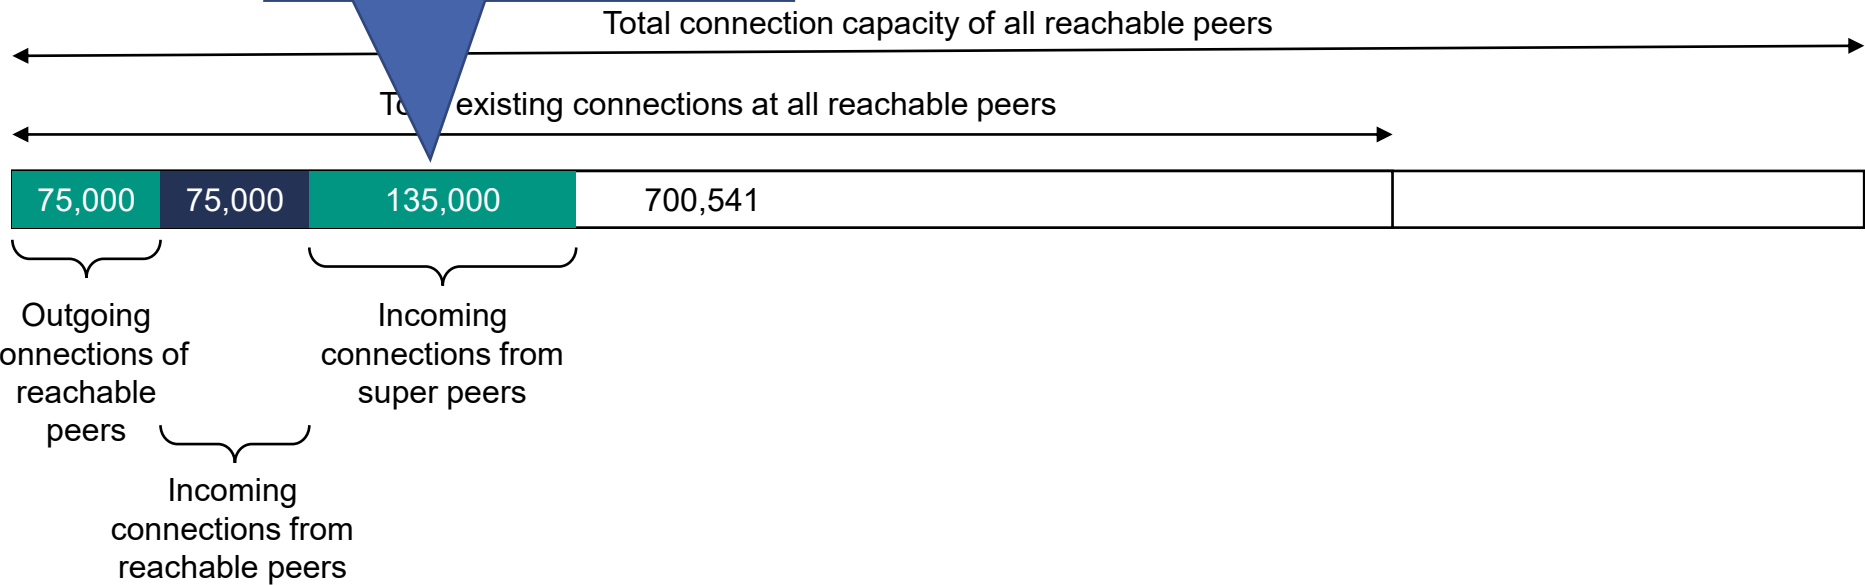 Total connection capacity of all reachable peers
existing connections at all reachable peers
75,000 75,000 135,000 700,541
Outgoing
onnections of
reachable
peers
Incoming
connections from
super peers
Incoming
connections from
reachable peers